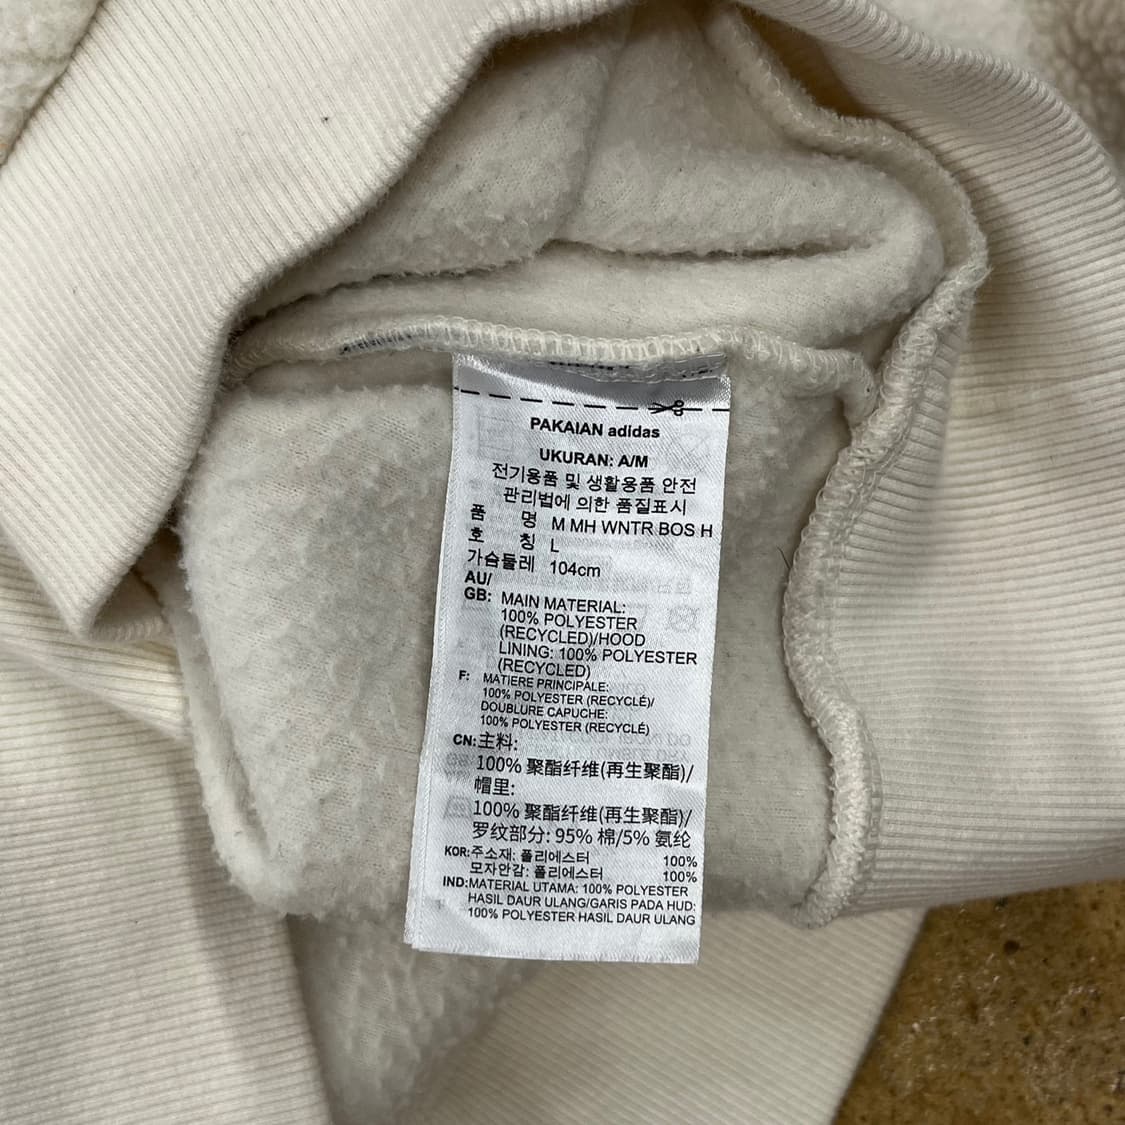 PAKAIAN adidas
UKURAN: A/M
전기용품 및 생활용품 안전
관리법에 의한 품질표시
품 명 M MH WNTR BOS H
호 칭 L
가슴둘레 104cm
AU/
GB: MAIN MATERIAL:
100% POLYESTER
(RECYCLED)/HOOD
LINING: 100% POLYESTER
(RECYCLED)
F: MATIERE PRINCIPALE:
100% POLYESTER (RECYCLÉ)/
DOUBLURE CAPUCHE:
100% POLYESTER (RECYCLÉ)
CN: 主料:
100% 聚酯纤维(再生聚酯)/
帽里:
100% 聚酯纤维(再生聚酯)/
罗纹部分: 95% 棉/5% 氨纶
KOR: 주소재: 폴리에스터 100%
모자안감: 폴리에스터 100%
IND: MATERIAL UTAMA: 100% POLYESTER
HASIL DAUR ULANG/GARIS PADA HUD:
100% POLYESTER HASIL DAUR ULANG